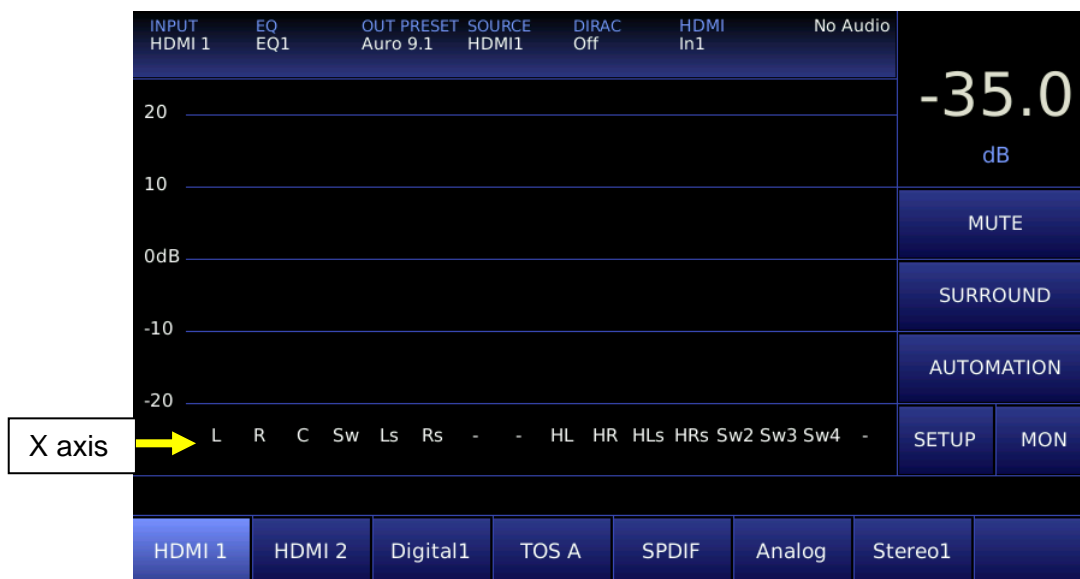 INPUT EQ OUT PRESET SOURCE DIRAC HDMI No Audio
HDMI 1 EQ1 Auro 9.1 HDMI1 Off In1
-35.0
dB
20
10
0dB
-10
-20
MUTE
SURROUND
AUTOMATION
SETUP MON
X axis
L R C Sw Ls Rs - - HL HR HLs HRs Sw2 Sw3 Sw4 -
HDMI 1 HDMI 2 Digital1 TOS A SPDIF Analog Stereo1